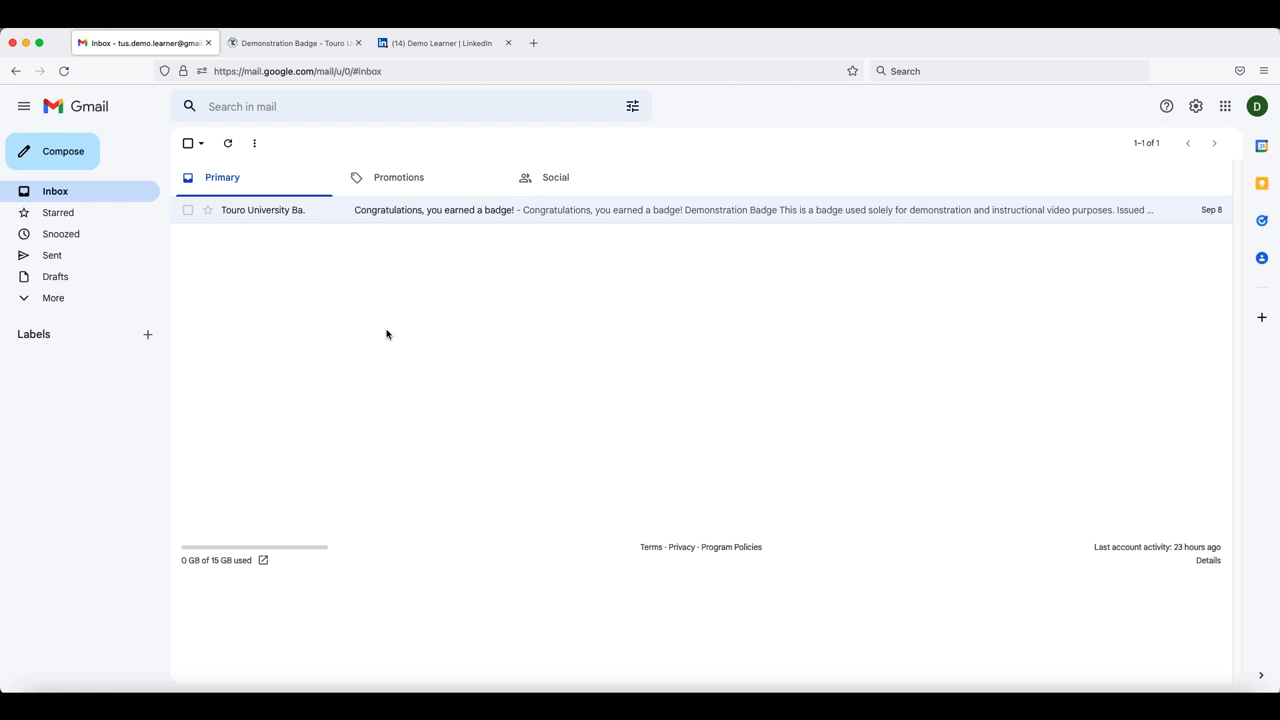 Inbox - tus.demo.learner@gmai
Demonstration Badge - Touro U
(14) Demo Learner | LinkedIn
https://mail.google.com/mail/u/0/#inbox
Search
Gmail
Search in mail
D
Compose
1–1 of 1
Inbox
Primary
Promotions
Social
Starred
Touro University Ba.
Congratulations, you earned a badge! - Congratulations, you earned a badge! Demonstration Badge This is a badge used solely for demonstration and instructional video purposes. Issued ...
Sep 8
Snoozed
Sent
Drafts
More
Labels
0 GB of 15 GB used
Terms · Privacy · Program Policies
Last account activity: 23 hours ago
Details